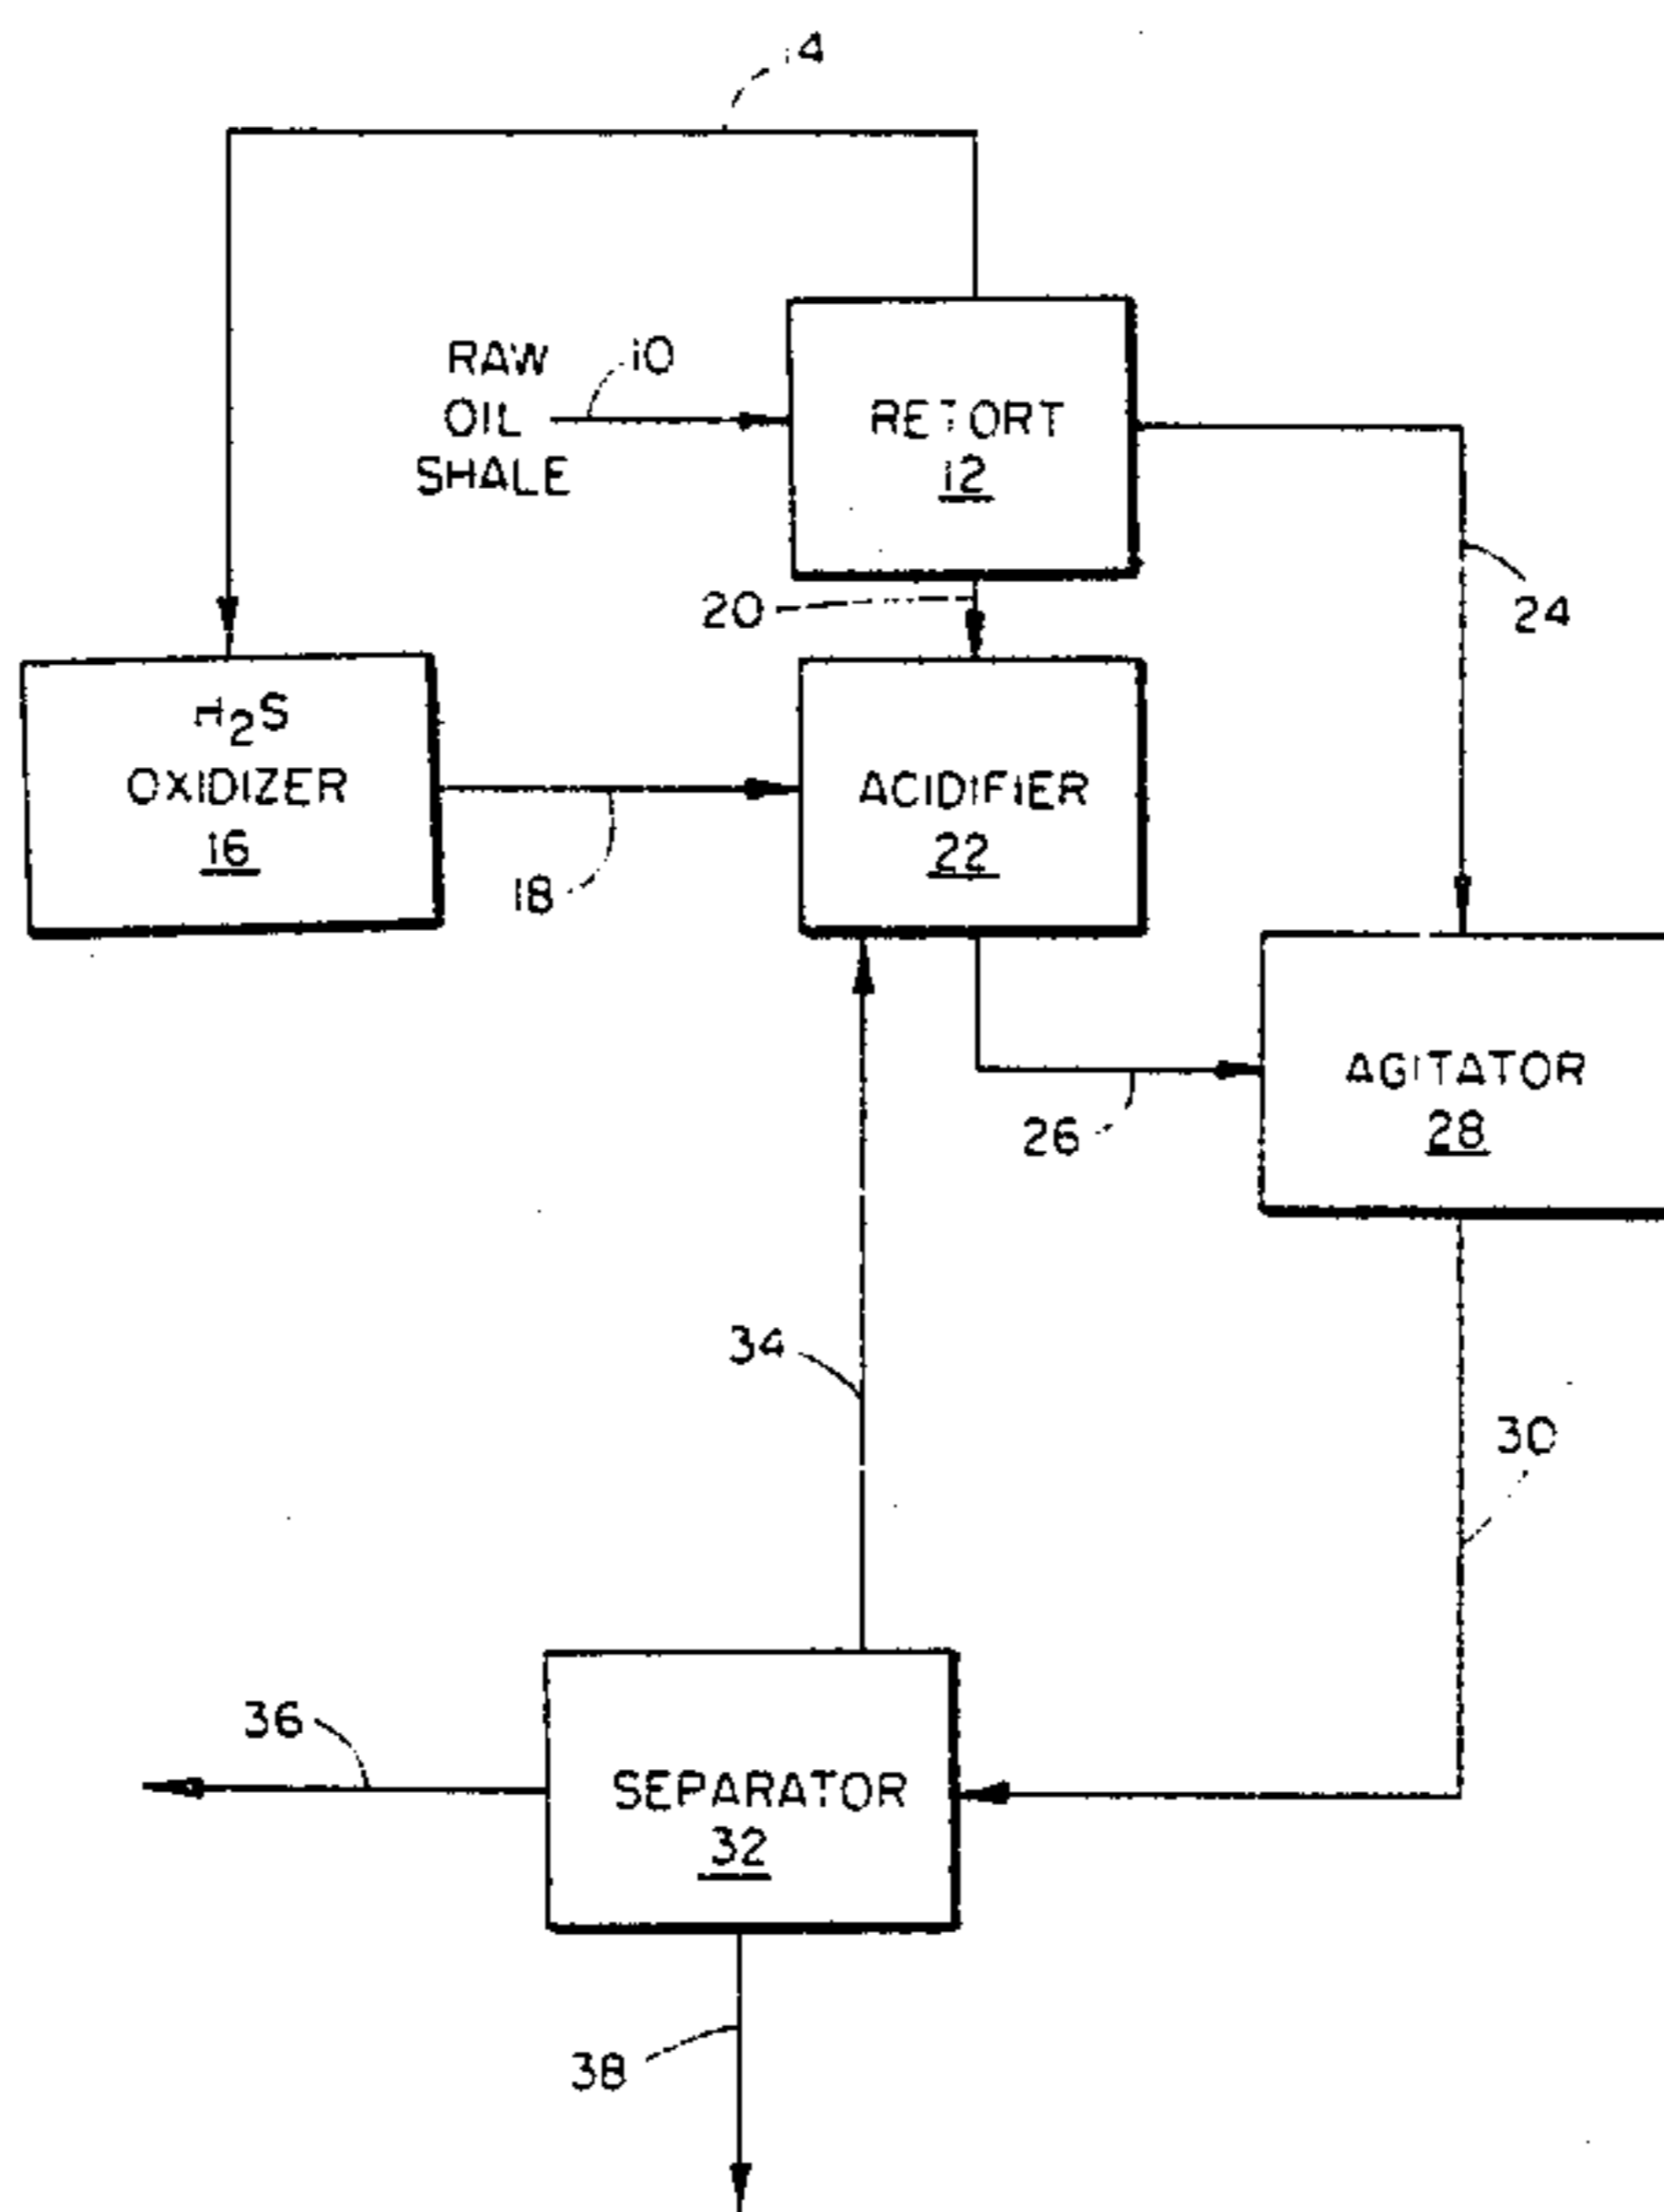 14
RAW
OIL
SHALE
10
RETORT
12
20
24
H2S
OXIDIZER
16
18
ACIDIFIER
22
26
AGITATOR
28
34
30
36
SEPARATOR
32
38